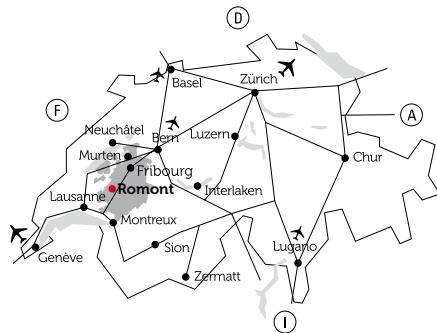 D
Basel
Zürich
F
A
Neuchâtel
Bern
Luzern
Murten
Fribourg
Chur
Romont
Interlaken
Lausanne
Montreux
Sion
Lugano
Genève
Zermatt
I